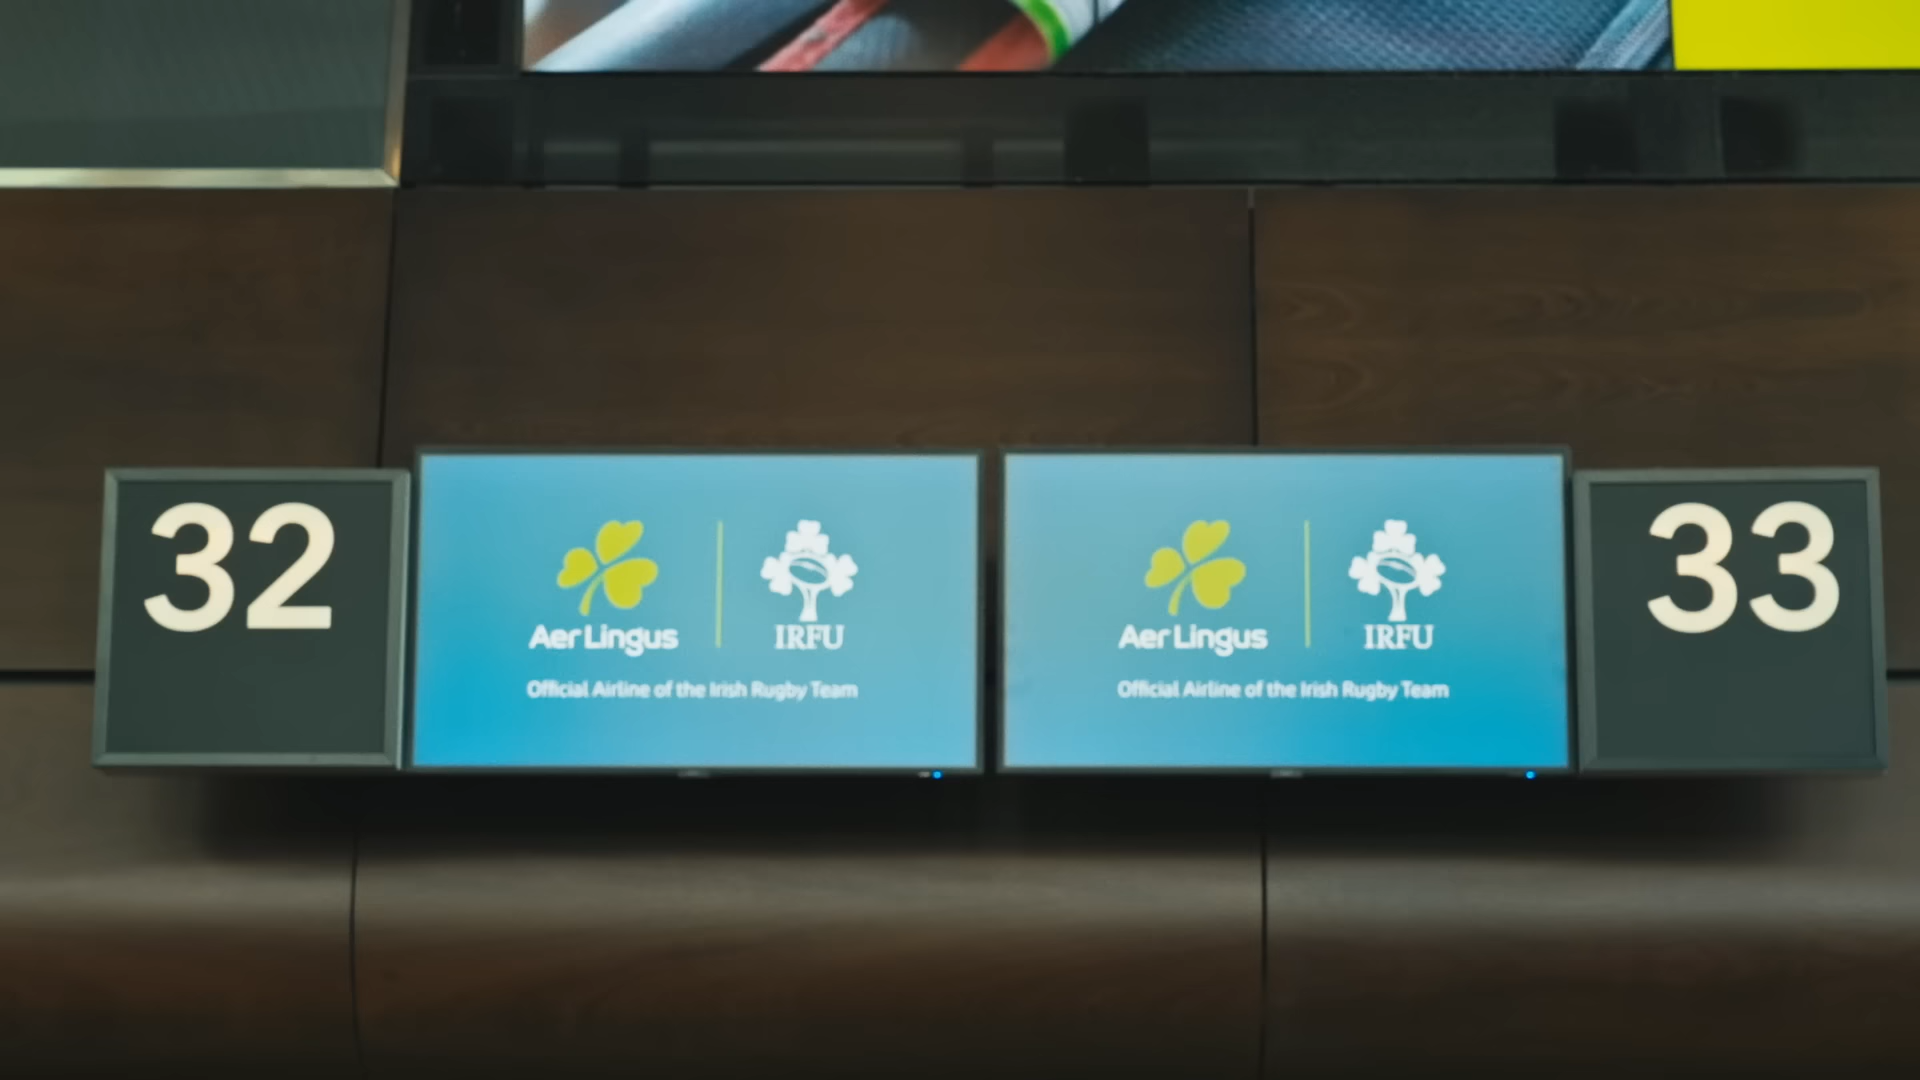 32
Aer Lingus
IRFU
Official Airline of the Irish Rugby Team
Aer Lingus
IRFU
Official Airline of the Irish Rugby Team
33